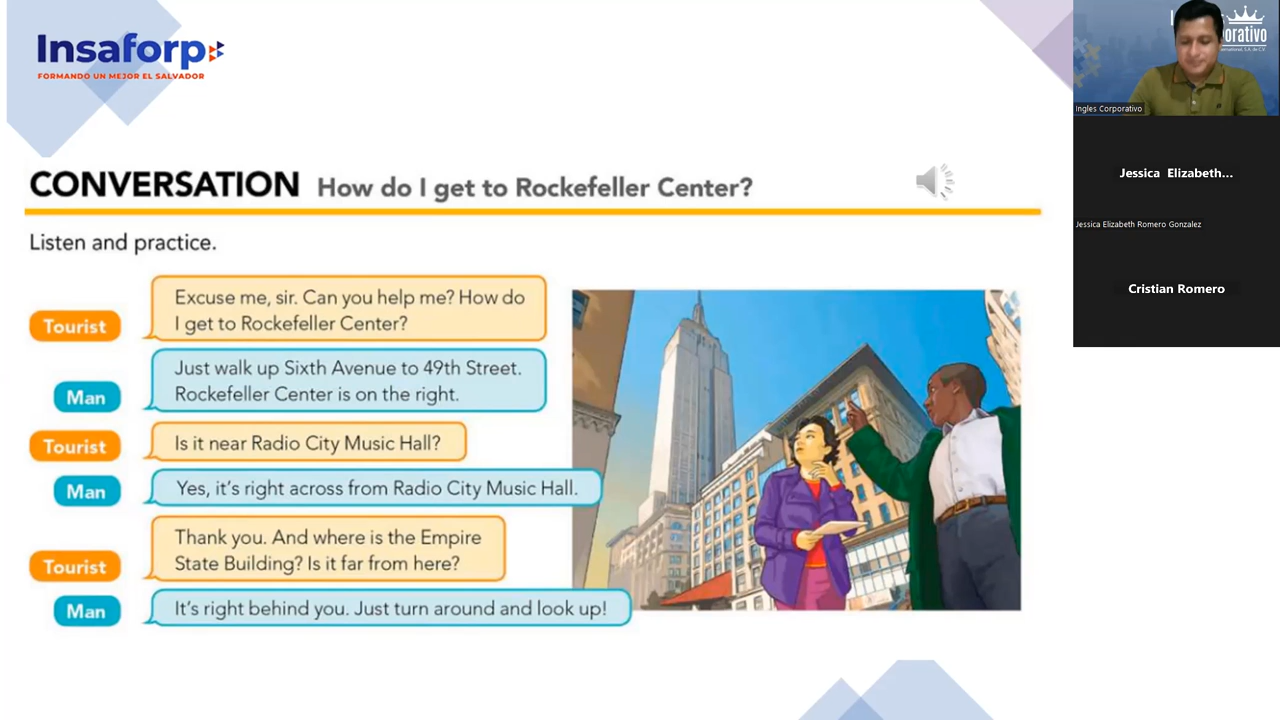 Insaforp
FORMANDO UN MEJOR EL SALVADOR
CONVERSATION How do I get to Rockefeller Center?
Listen and practice.
Tourist
Excuse me, sir. Can you help me? How do
I get to Rockefeller Center?
Man
Just walk up Sixth Avenue to 49th Street.
Rockefeller Center is on the right.
Tourist
Is it near Radio City Music Hall?
Man
Yes, it's right across from Radio City Music Hall.
Tourist
Thank you. And where is the Empire
State Building? Is it far from here?
Man
It's right behind you. Just turn around and look up!
Ingles Corporativo
Jessica Elizabeth...
Jessica Elizabeth Romero Gonzalez
Cristian Romero